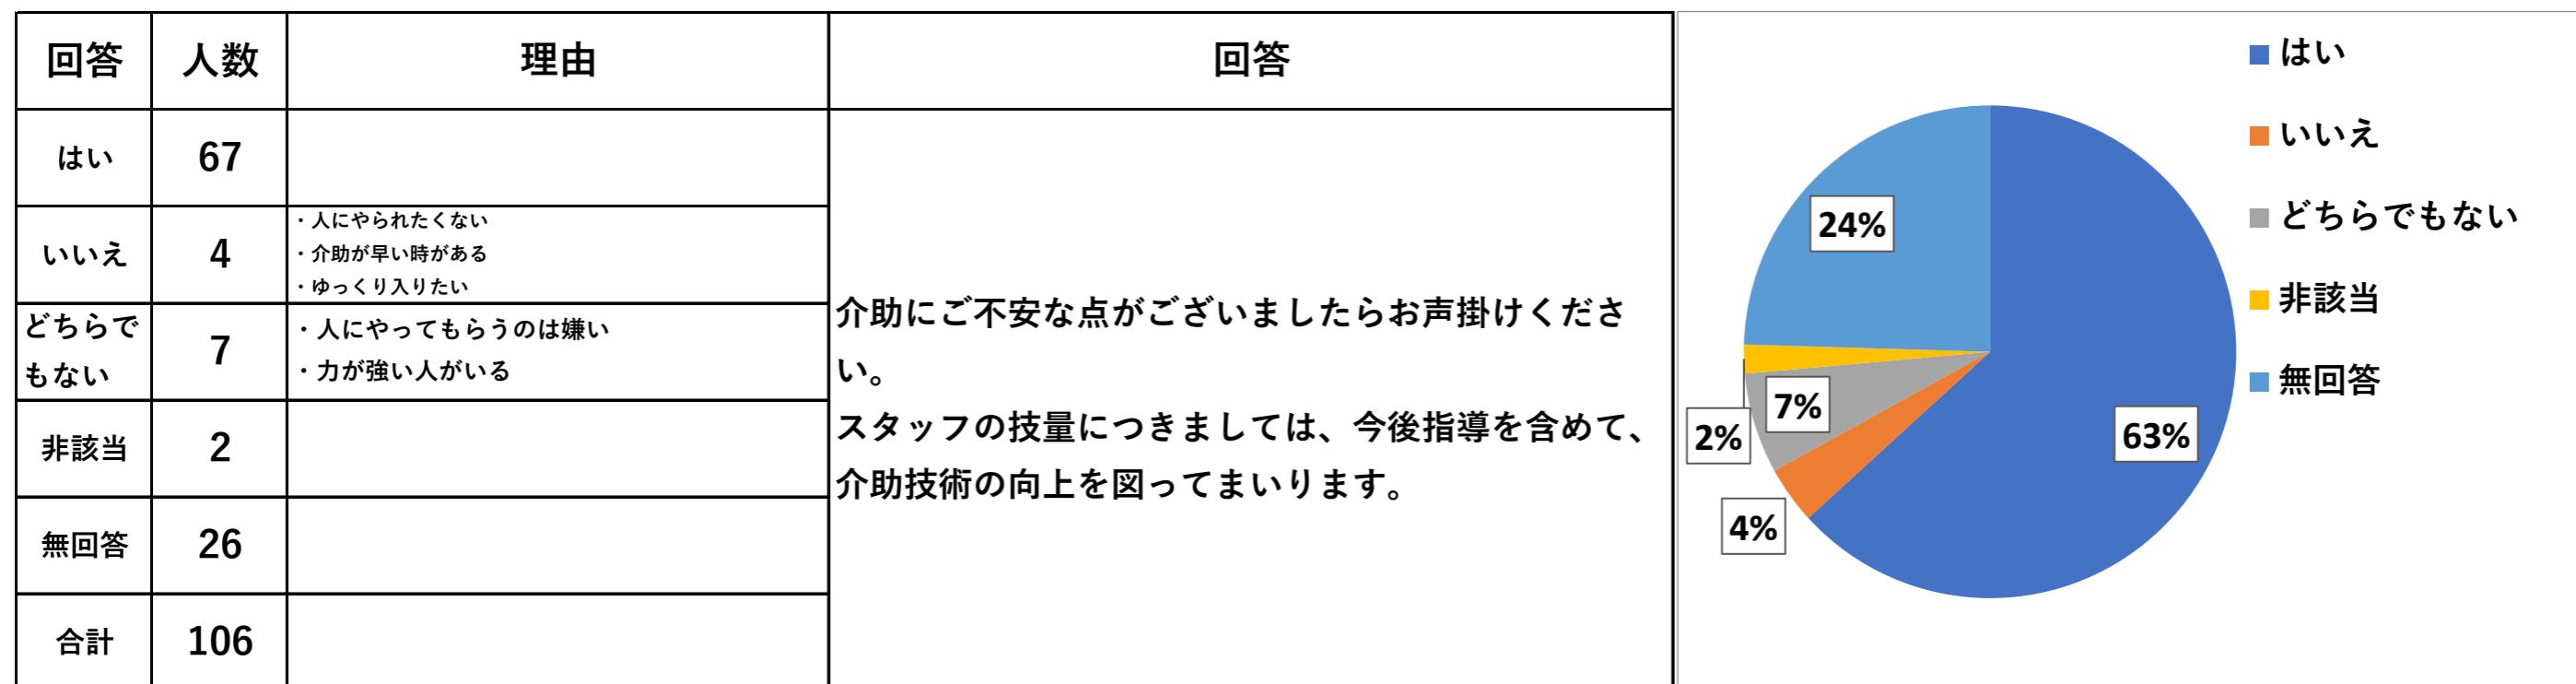 回答 人数 理由 回答
はい 67
いいえ 4
・人にやられたくない
・介助が早い時がある
・ゆっくり入りたい
どちらで
もない
7
・人にやってもらうのは嫌い
・力が強い人がいる
非該当 2
無回答 26
合計 106
介助にご不安な点がございましたらお声掛けくださ
い。
スタッフの技量につきましては、今後指導を含めて、
介助技術の向上を図ってまいります。
はい
いいえ
どちらでもない
非該当
無回答
24%
7%
2%
63%
4%